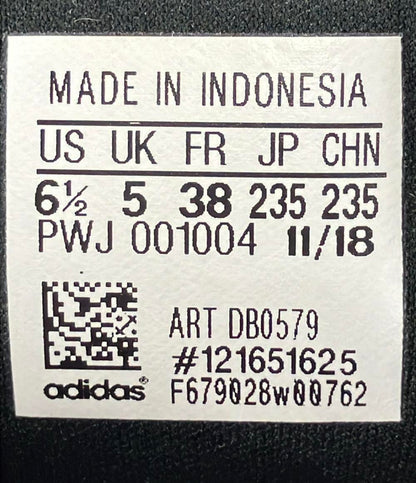 MADE IN INDONESIA
US UK FR JP CHN
6½ 5 38 235 235
PWJ 001004 11/18
ART DB0579
#121651625
adidas® F679028w00762